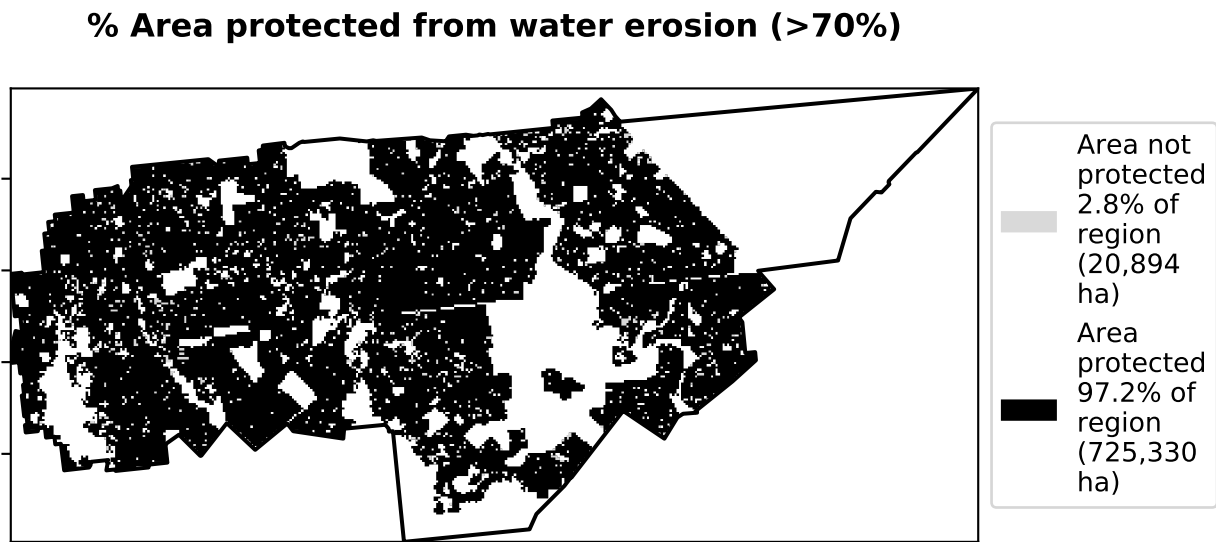 % Area protected from water erosion (>70%)
Area not
protected
2.8% of
region
(20,894
ha)
Area
protected
97.2% of
region
(725,330
ha)